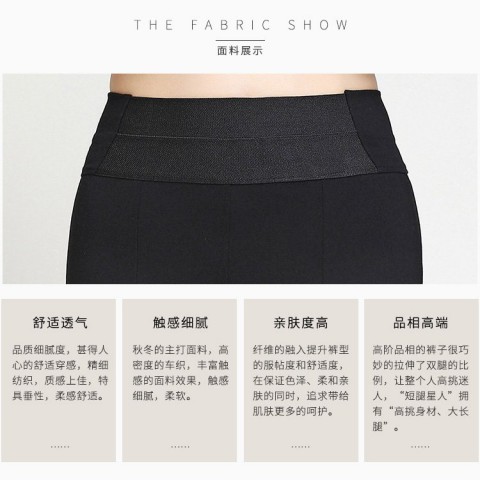 THE FABRIC SHOW
面料展示
舒适透气
品质细腻度，甚得人
心的舒适穿感，精细
纺织，质感上佳，特
具垂性，柔感舒适。
......
触感细腻
秋冬的主打面料，高
密度的车织，丰富触
感的面料效果，触感
细腻，柔软。
......
亲肤度高
纤维的融入提升裤型
的服帖度和舒适度，
在保证色泽、柔和亲
肤的同时，追求带给
肌肤更多的呵护。
......
品相高端
高阶品相的裤子很巧
妙的拉伸了双腿的比
例，让整个人高挑迷
人，“短腿星人”拥
有“高挑身材、大长
腿”。
......